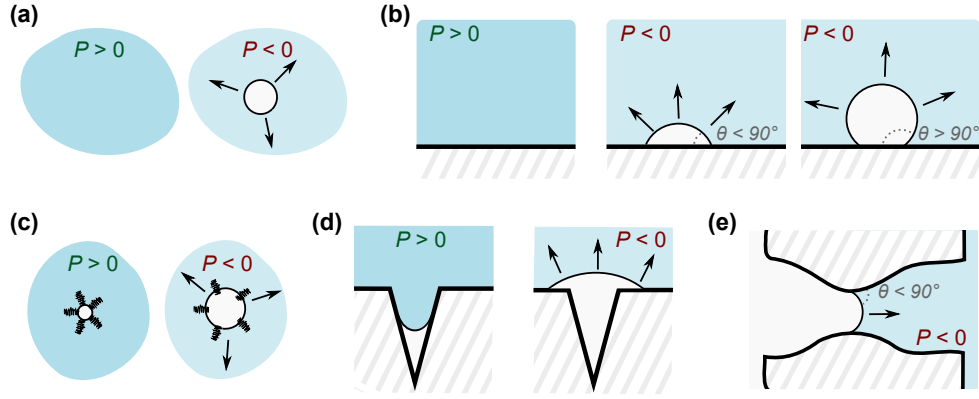 (a)
P > 0
P < 0
(b)
P > 0
P < 0
θ < 90°
P < 0
θ > 90°
(c)
P > 0
P < 0
(d)
P > 0
P < 0
(e)
θ < 90°
P < 0